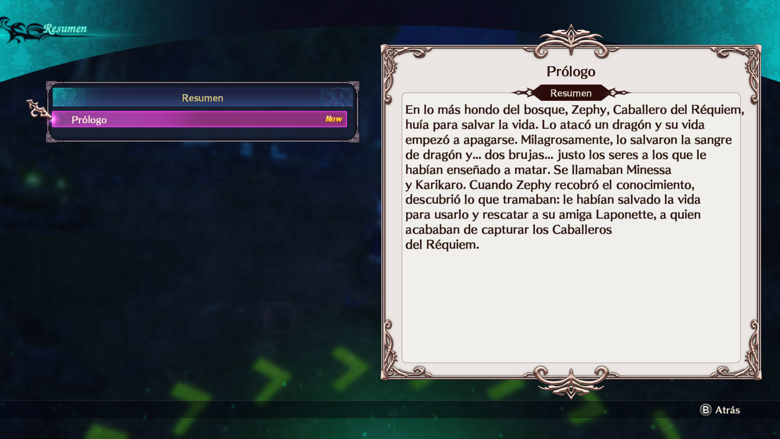 Resumen
Resumen
Prólogo New
Prólogo
Resumen
En lo más hondo del bosque, Zephy, Caballero del Réquiem,
huía para salvar la vida. Lo atacó un dragón y su vida
empezó a apagarse. Milagrosamente, lo salvaron la sangre
de dragón y... dos brujas... justo los seres a los que le
habían enseñado a matar. Se llamaban Minessa
y Karikaro. Cuando Zephy recobró el conocimiento,
descubrió lo que tramaban: le habían salvado la vida
para usarlo y rescatar a su amiga Laponette, a quien
acababan de capturar los Caballeros
del Réquiem.
B Atrás